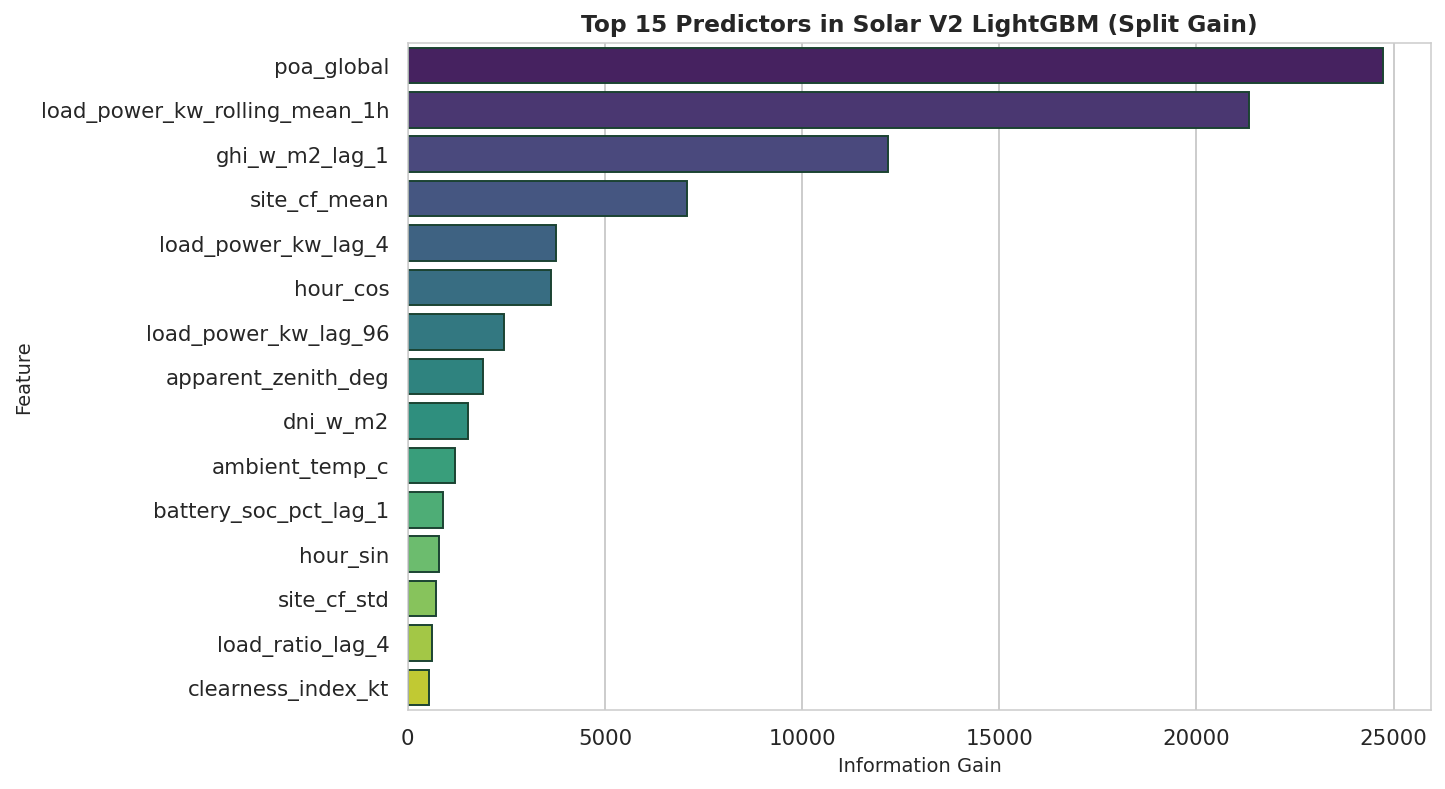 Top 15 Predictors in Solar V2 LightGBM (Split Gain)
Feature
poa_global
load_power_kw_rolling_mean_1h
ghi_w_m2_lag_1
site_cf_mean
load_power_kw_lag_4
hour_cos
load_power_kw_lag_96
apparent_zenith_deg
dni_w_m2
ambient_temp_c
battery_soc_pct_lag_1
hour_sin
site_cf_std
load_ratio_lag_4
clearness_index_kt
0 5000 10000 15000 20000 25000
Information Gain